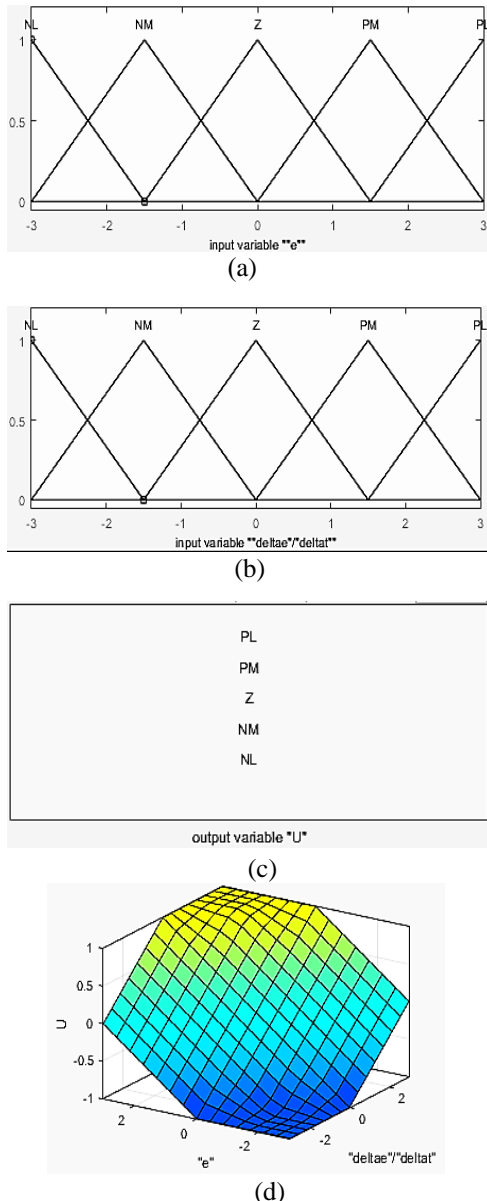 NL NM Z PM PL
1
0.5
0
-3 -2 -1 0 1 2 3
input variable ""e""
(a)
NL NM Z PM PL
1
0.5
0
-3 -2 -1 0 1 2 3
input variable ""deltae"/"deltat""
(b)
PL
PM
Z
NM
NL
output variable "U"
(c)
1
0.5
0
-0.5
-1
U
2 0 -2
"e"
-2 0 2
"deltae"/"deltat"
(d)